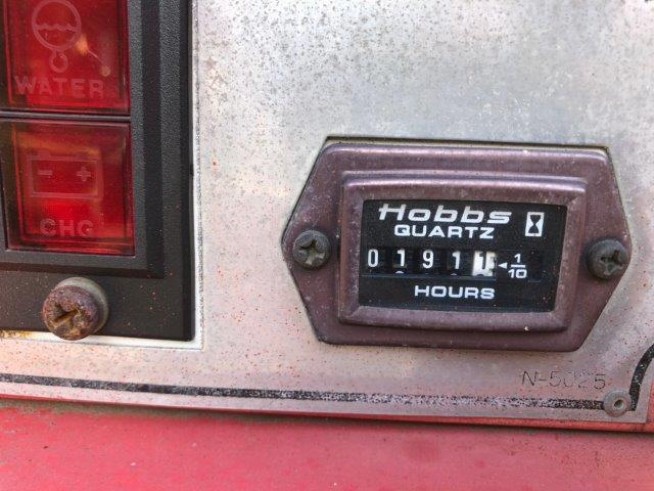 WATER
- +
CHG
Hobbs
QUARTZ
0191 1/10
HOURS
N-5025